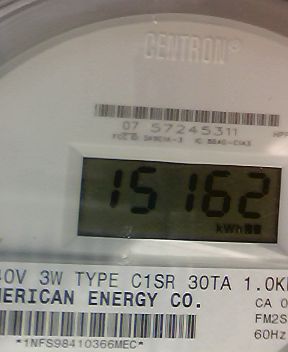 CENTRON®
07 57245311
15162
kWh
40V 3W TYPE C1SR 30TA 1.0K
MERICAN ENERGY CO.
CA 0
FM2S
60Hz
*1NFS98410366MEC*